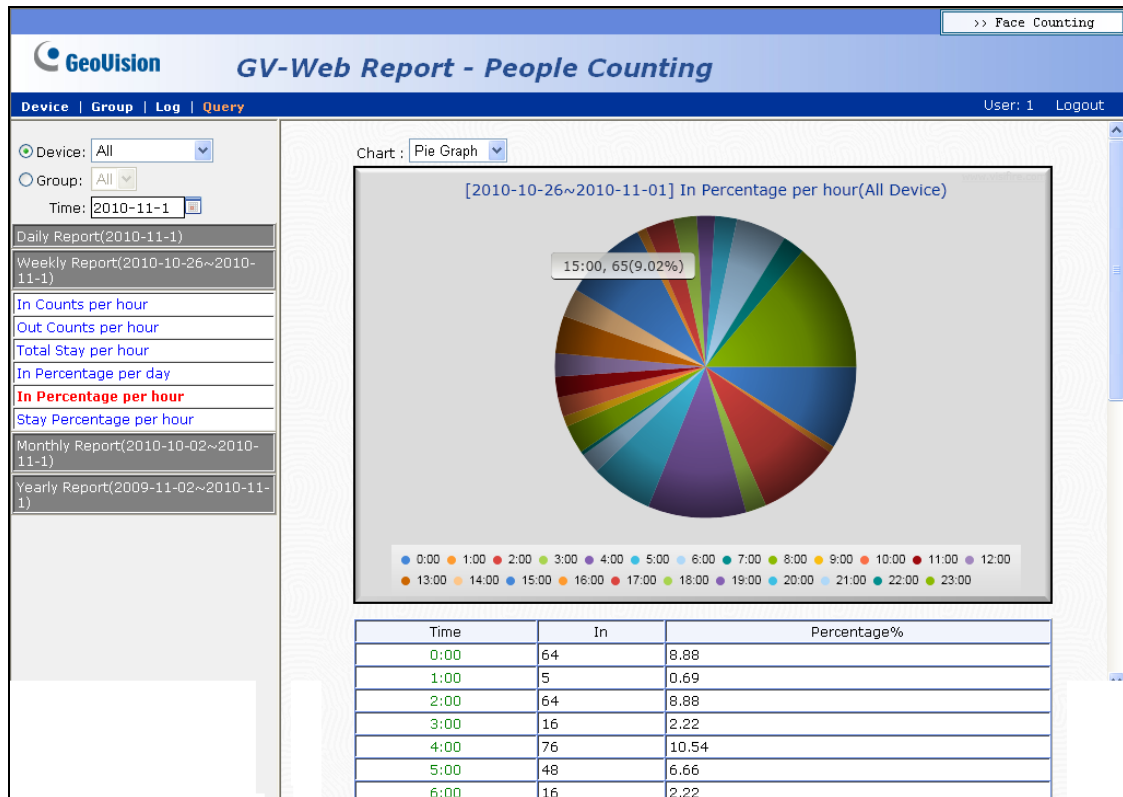 >> Face Counting
GeoVision
GV-Web Report - People Counting
Device | Group | Log | Query
User: 1 Logout
Device: All
Group: All
Time: 2010-11-1
Daily Report(2010-11-1)
Weekly Report(2010-10-26~2010-
11-1)
In Counts per hour
Out Counts per hour
Total Stay per hour
In Percentage per day
In Percentage per hour
Stay Percentage per hour
Monthly Report(2010-10-02~2010-
11-1)
Yearly Report(2009-11-02~2010-11-
1)
Chart : Pie Graph
[2010-10-26~2010-11-01] In Percentage per hour(All Device)
15:00, 65(9.02%)
0:00 1:00 2:00 3:00 4:00 5:00 6:00 7:00 8:00 9:00 10:00 11:00 12:00
13:00 14:00 15:00 16:00 17:00 18:00 19:00 20:00 21:00 22:00 23:00
Time In Percentage%
0:00 64 8.88
1:00 5 0.69
2:00 64 8.88
3:00 16 2.22
4:00 76 10.54
5:00 48 6.66
6:00 16 2.22